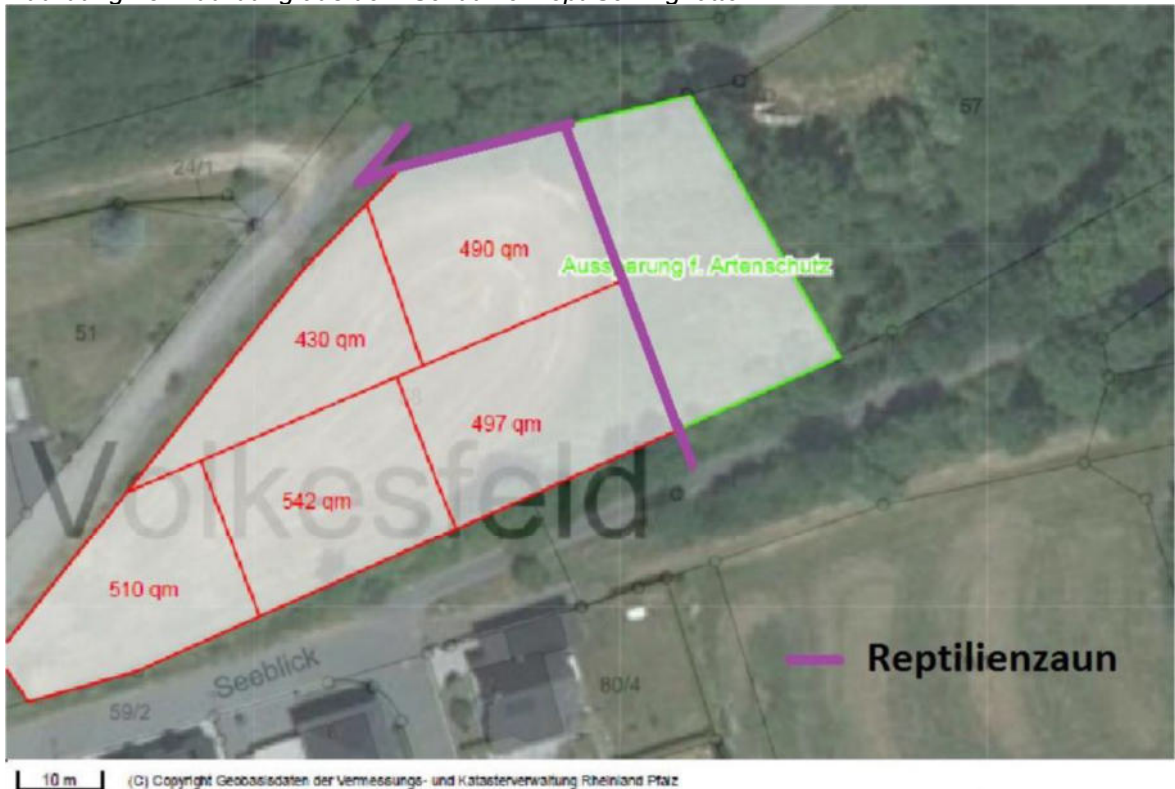 57
24/1
490 qm
Aussparung f. Artenschutz
51
430 qm
497 qm
Volkesfeld
542 qm
510 qm
Seeblick
Reptilienzaun
80/4
59/2
10 m (C) Copyright Geobasisdaten der Vermessungs- und Katasterverwaltung Rheinland Pfalz